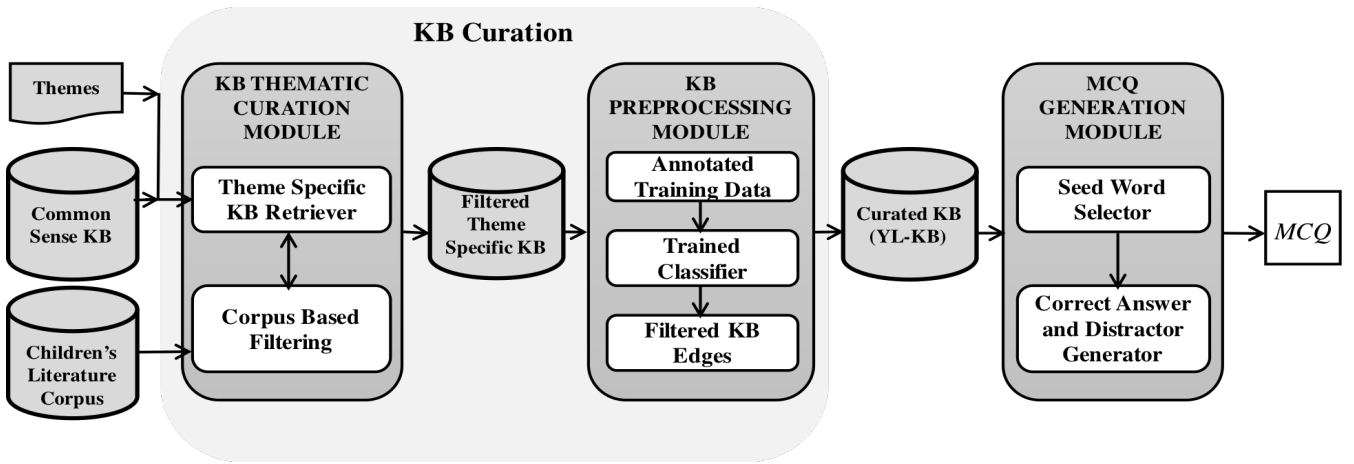 KB Curation
Themes
Common
Sense KB
Children's
Literature
Corpus
KB THEMATIC
CURATION
MODULE
Theme Specific
KB Retriever
Corpus Based
Filtering
Filtered
Theme
Specific KB
KB
PREPROCESSING
MODULE
Annotated
Training Data
Trained
Classifier
Filtered KB
Edges
Curated KB
(YL-KB)
MCQ
GENERATION
MODULE
Seed Word
Selector
Correct Answer
and Distractor
Generator
MCQ